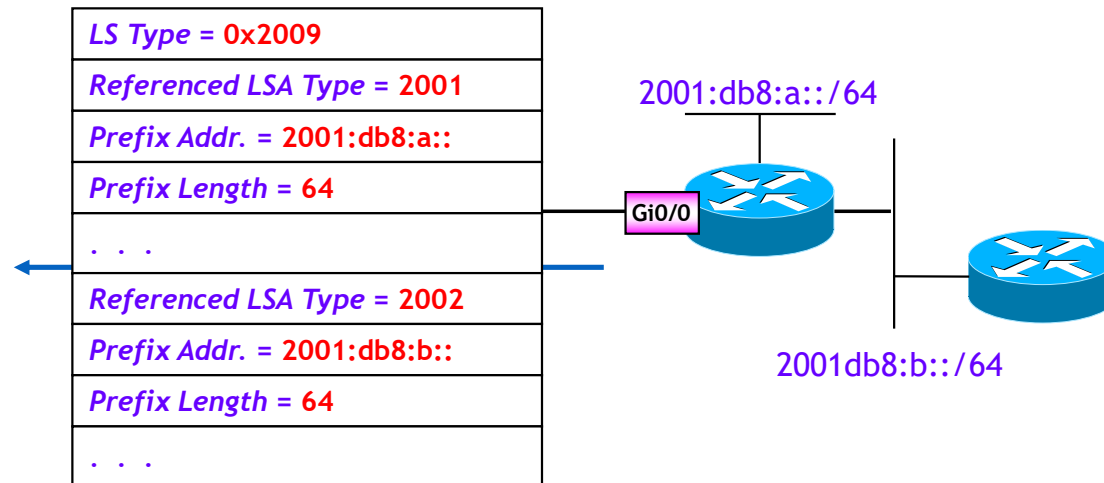 LS Type = 0x2009
Referenced LSA Type = 2001
Prefix Addr. = 2001:db8:a::
Prefix Length = 64
. . .
Referenced LSA Type = 2002
Prefix Addr. = 2001:db8:b::
Prefix Length = 64
. . .
2001:db8:a::/64
Gi0/0
2001db8:b::/64